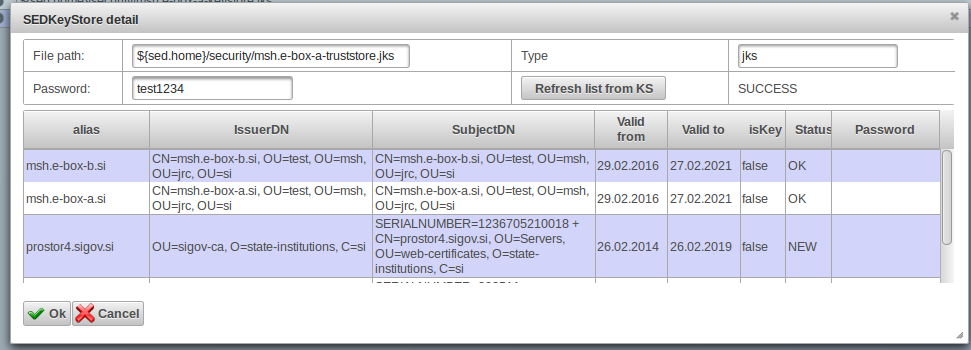 SEDKeyStore detail
File path: ${sed.home}/security/msh.e-box-a-truststore.jks Type jks
Password: test1234 Refresh list from KS SUCCESS
alias IssuerDN SubjectDN Valid from Valid to isKey Status Password
msh.e-box-b.si CN=msh.e-box-b.si, OU=test, OU=msh, CN=msh.e-box-b.si, OU=test, OU=msh, 29.02.2016 27.02.2021 false OK
OU=jrc, OU=si OU=jrc, OU=si
msh.e-box-a.si CN=msh.e-box-a.si, OU=test, OU=msh, CN=msh.e-box-a.si, OU=test, OU=msh, 29.02.2016 27.02.2021 false OK
OU=jrc, OU=si OU=jrc, OU=si
SERIALNUMBER=1236705210018 +
CN=prostor4.sigov.si, OU=Servers,
prostor4.sigov.si OU=sigov-ca, O=state-institutions, C=si OU=web-certificates, O=state- 26.02.2014 26.02.2019 false NEW
institutions, C=si
Ok Cancel